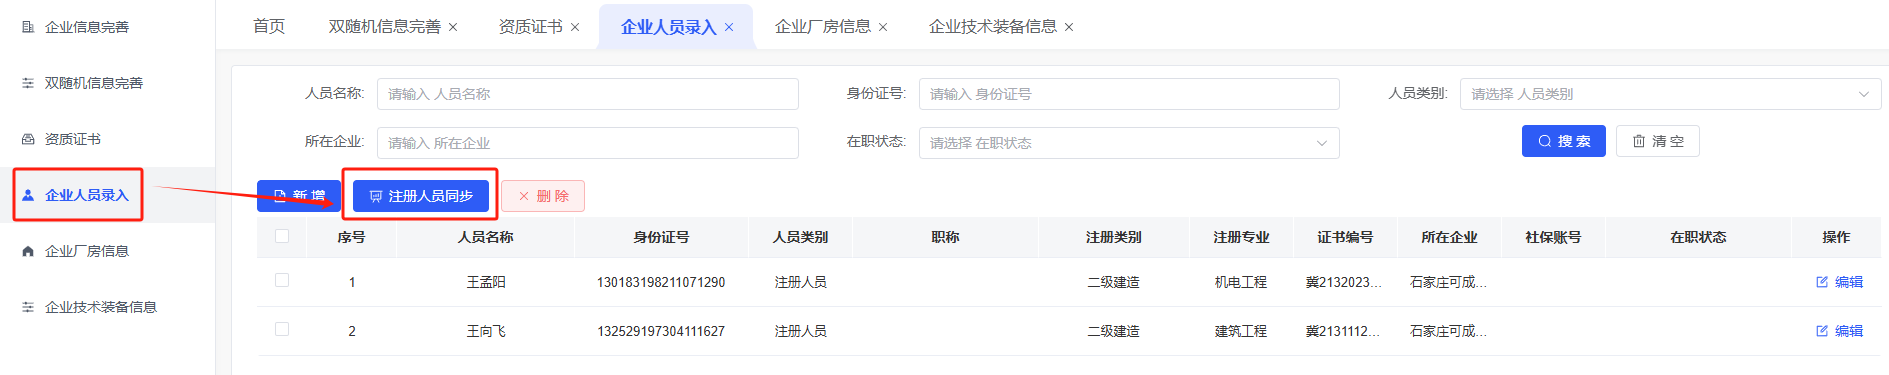 企业信息完善
双随机信息完善
资质证书
企业人员录入
企业厂房信息
企业技术装备信息
首页 双随机信息完善 资质证书 企业人员录入 企业厂房信息 企业技术装备信息
人员名称: 请输入 人员名称 身份证号: 请输入 身份证号 人员类别: 请选择 人员类别
所在企业: 请输入 所在企业 在职状态: 请选择 在职状态 搜 索 清 空
新 增 注册人员同步 删 除
序号 人员名称 身份证号 人员类别 职称 注册类别 注册专业 证书编号 所在企业 社保账号 在职状态 操作
1 王孟阳 130183198211071290 注册人员 二级建造 机电工程 冀2132023... 石家庄可成... 编辑
2 王向飞 132529197304111627 注册人员 二级建造 建筑工程 冀2131112... 石家庄可成... 编辑